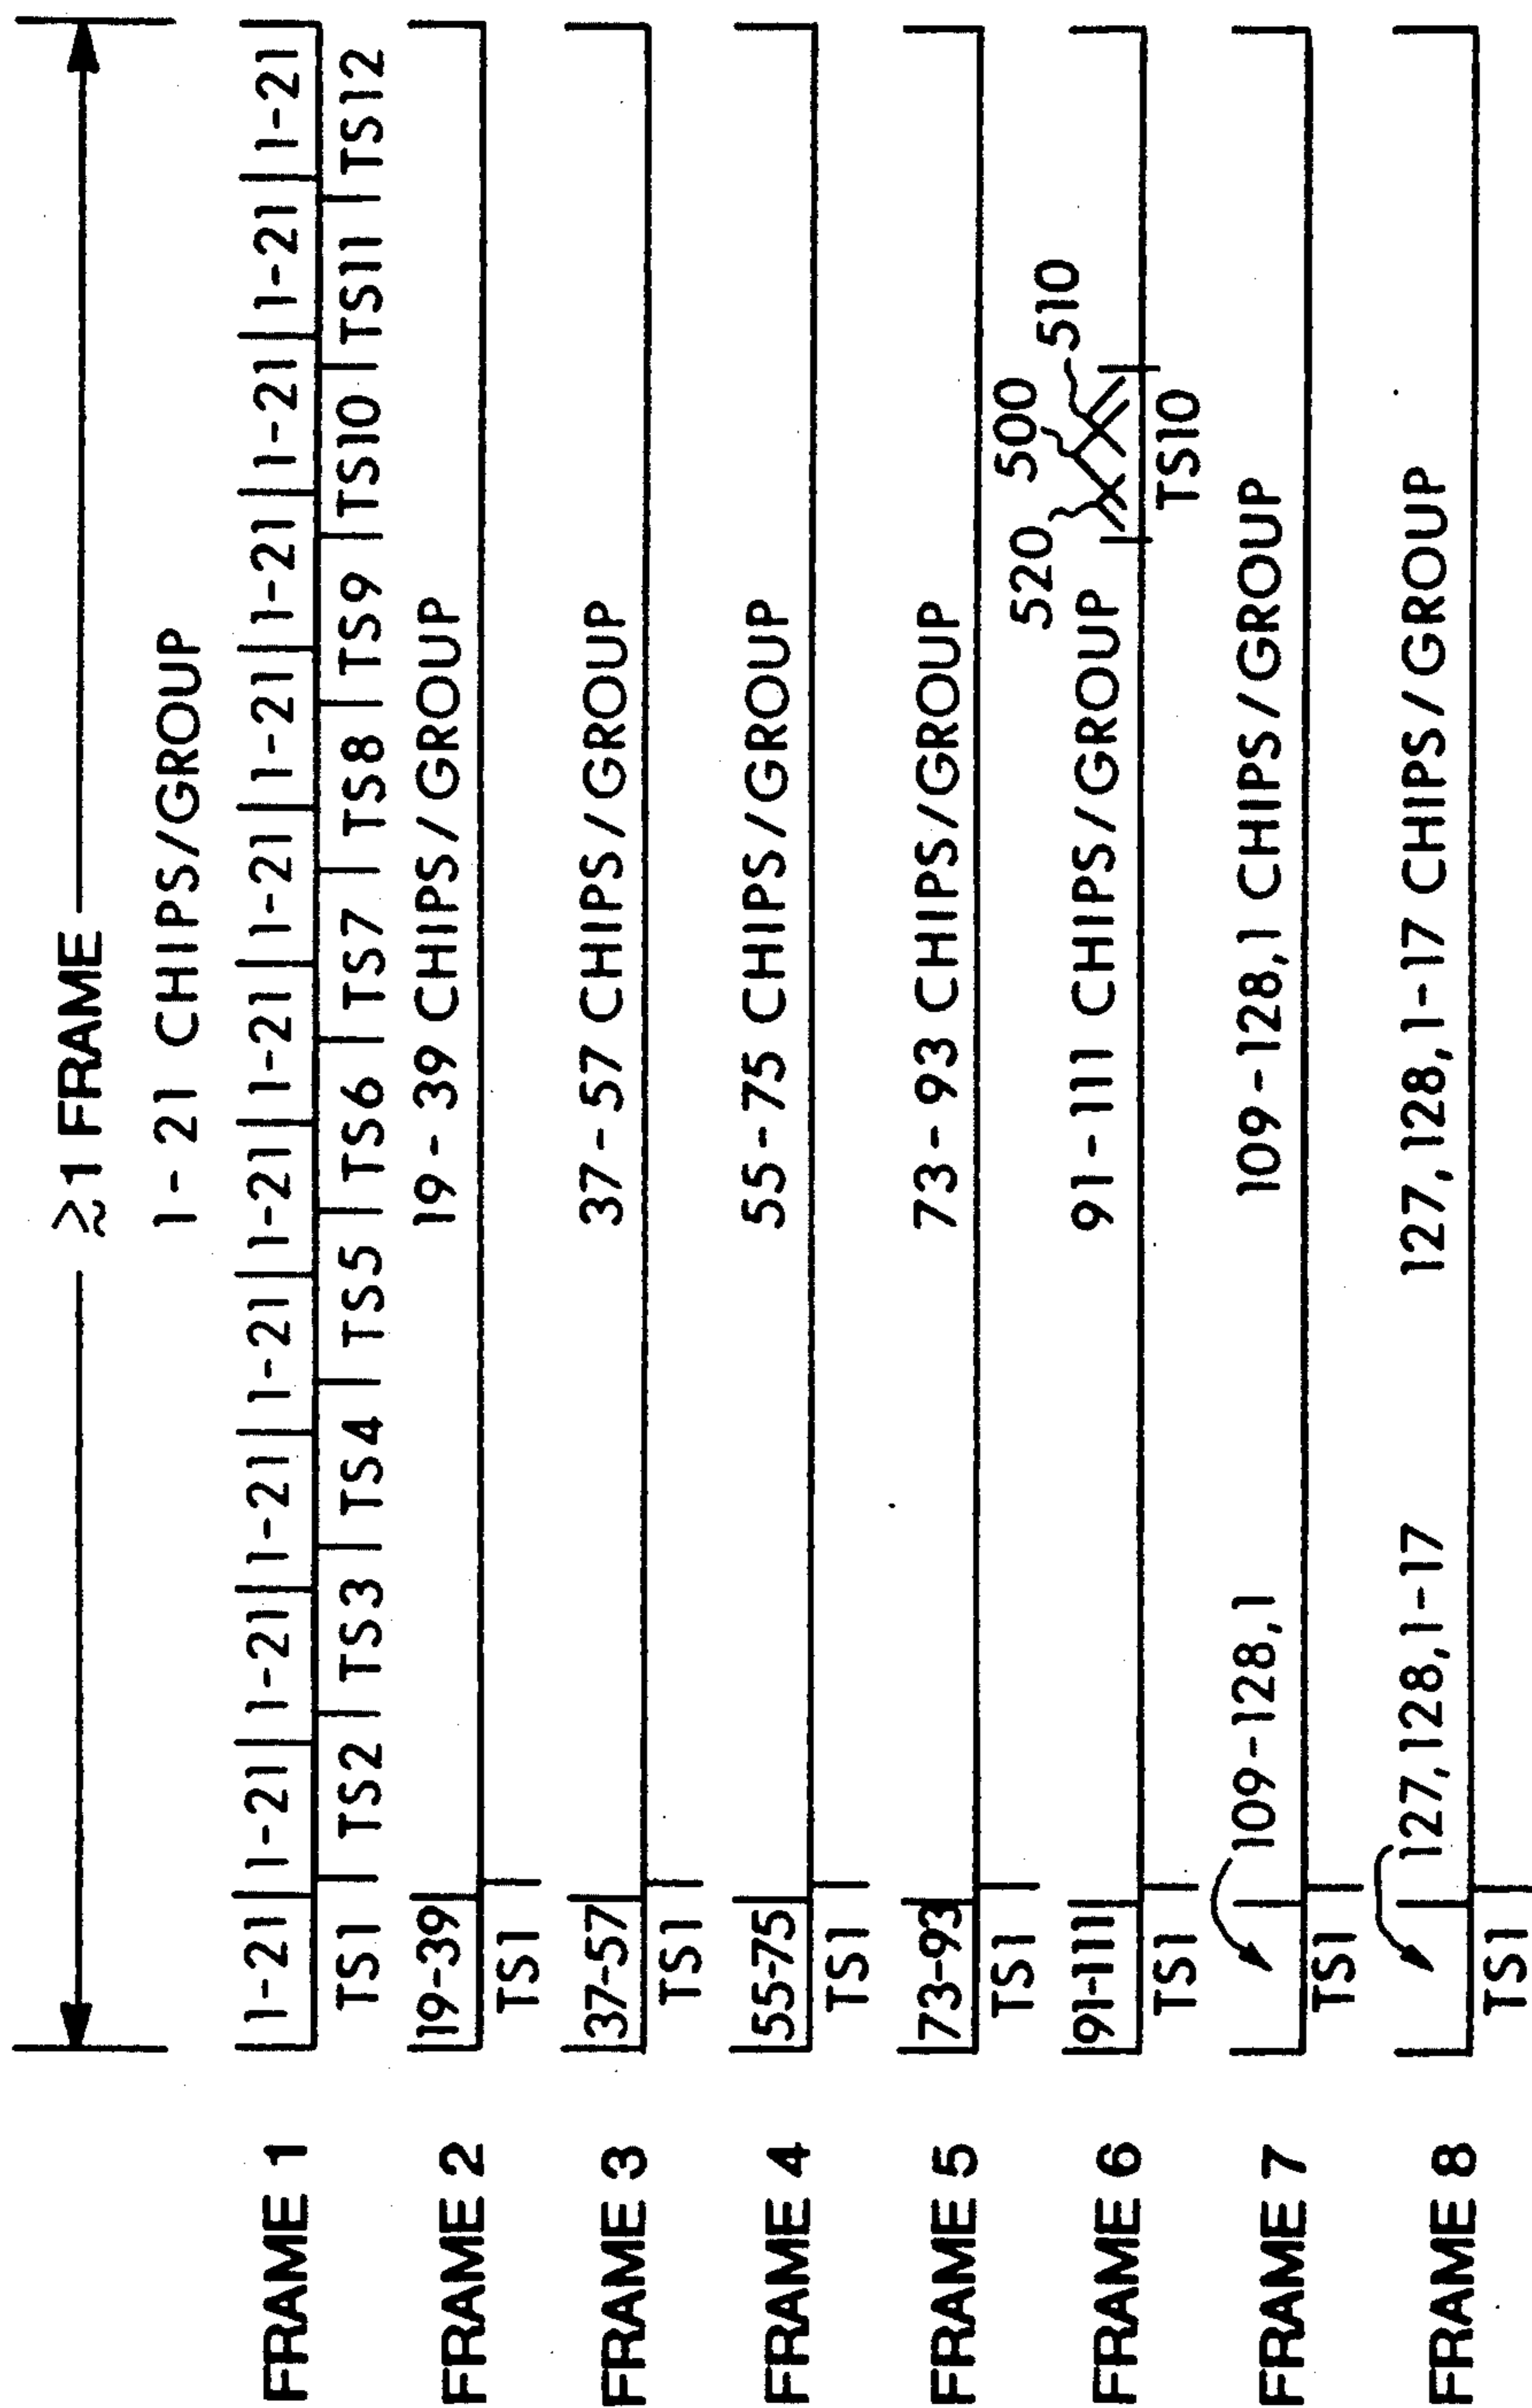 ≳1 FRAME
1 - 21 CHIPS/GROUP
FRAME 1
1-21 1-21 1-21 1-21 1-21 1-21 1-21 1-21 1-21 1-21 1-21 1-21 1-21
TS1 TS2 TS3 TS4 TS5 TS6 TS7 TS8 TS9 TS10 TS11 TS12
FRAME 2
19-39
19 - 39 CHIPS/GROUP
TS1
FRAME 3
37-57
37-57 CHIPS/GROUP
TS1
FRAME 4
55-75
55-75 CHIPS/GROUP
TS1
FRAME 5
73-93
73-93 CHIPS/GROUP
TS1
520 500 510
FRAME 6
91-111
91-111 CHIPS/GROUP
TS1
TS10
FRAME 7
109-128,1
109-128,1 CHIPS/GROUP
TS1
FRAME 8
127,128,1-17
127,128,1-17 CHIPS/GROUP
TS1